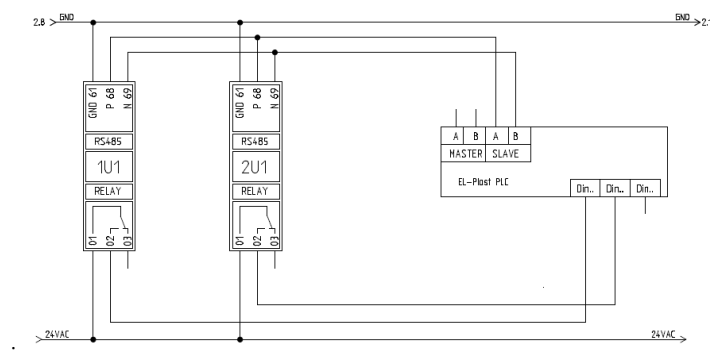 2.8 GND GND 2.
GND 61 P 68 N 69 GND 61 P 68 N 69
A B A B
RS485 RS485 MASTER SLAVE
1U1 2U1 EL-Plast PLC
RELAY RELAY Din.. Din.. Din..
01 02 03 01 02 03
24VAC 24VAC